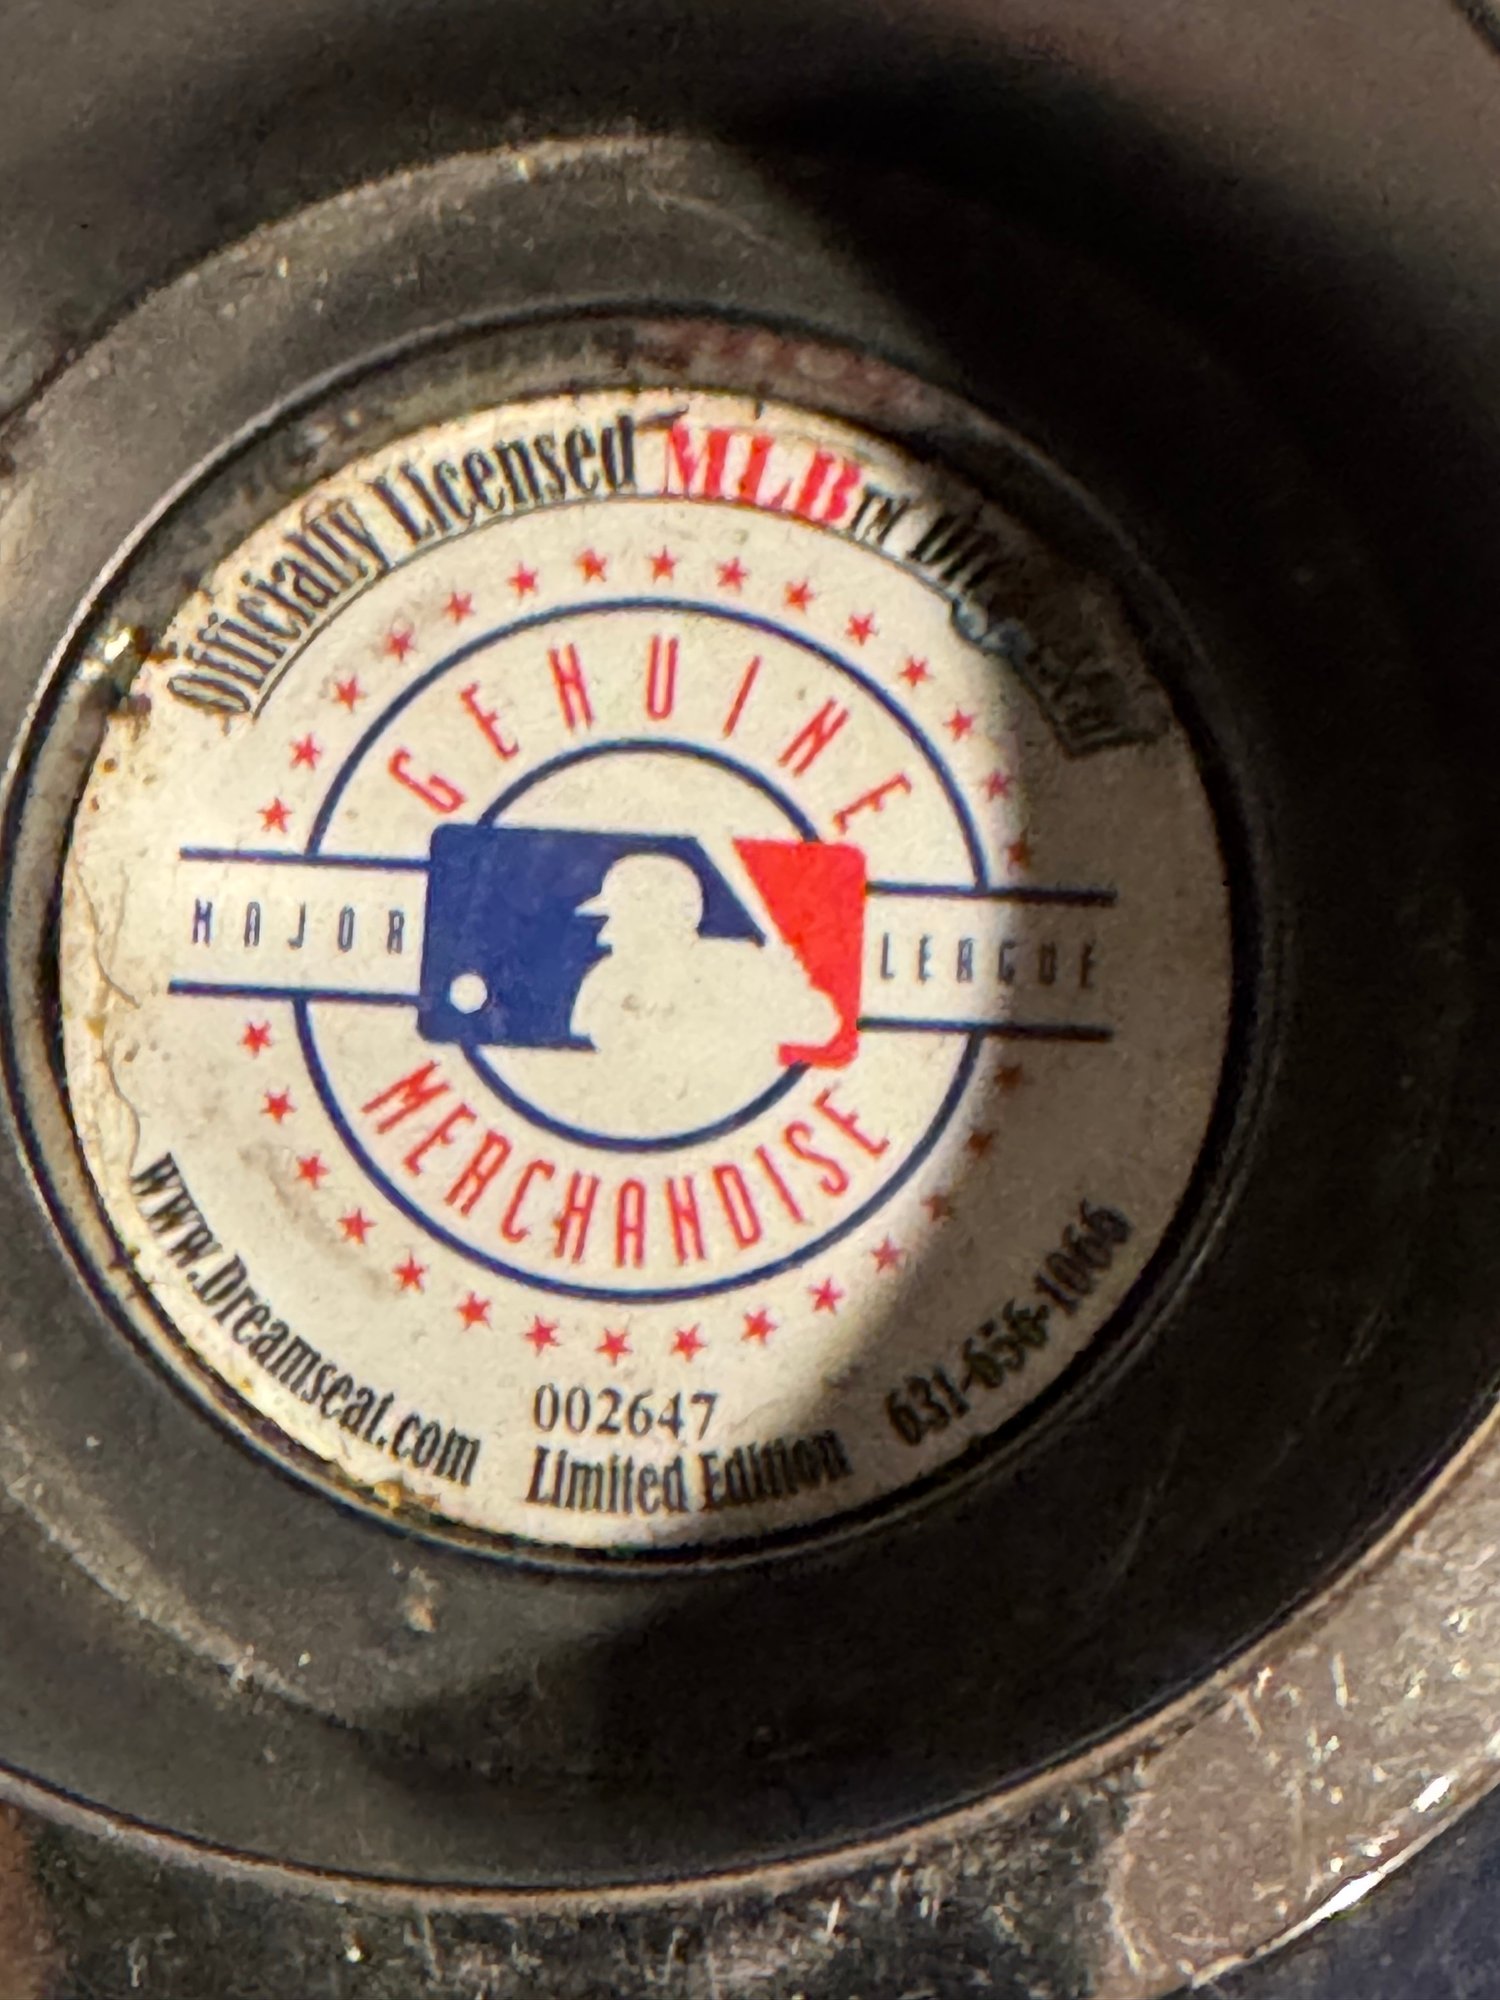 Officially Licensed MLB
GENUINE
MAJOR LEAGUE
MERCHANDISE
www.Dreamseat.com
002647
Limited Edition
631-656-1066